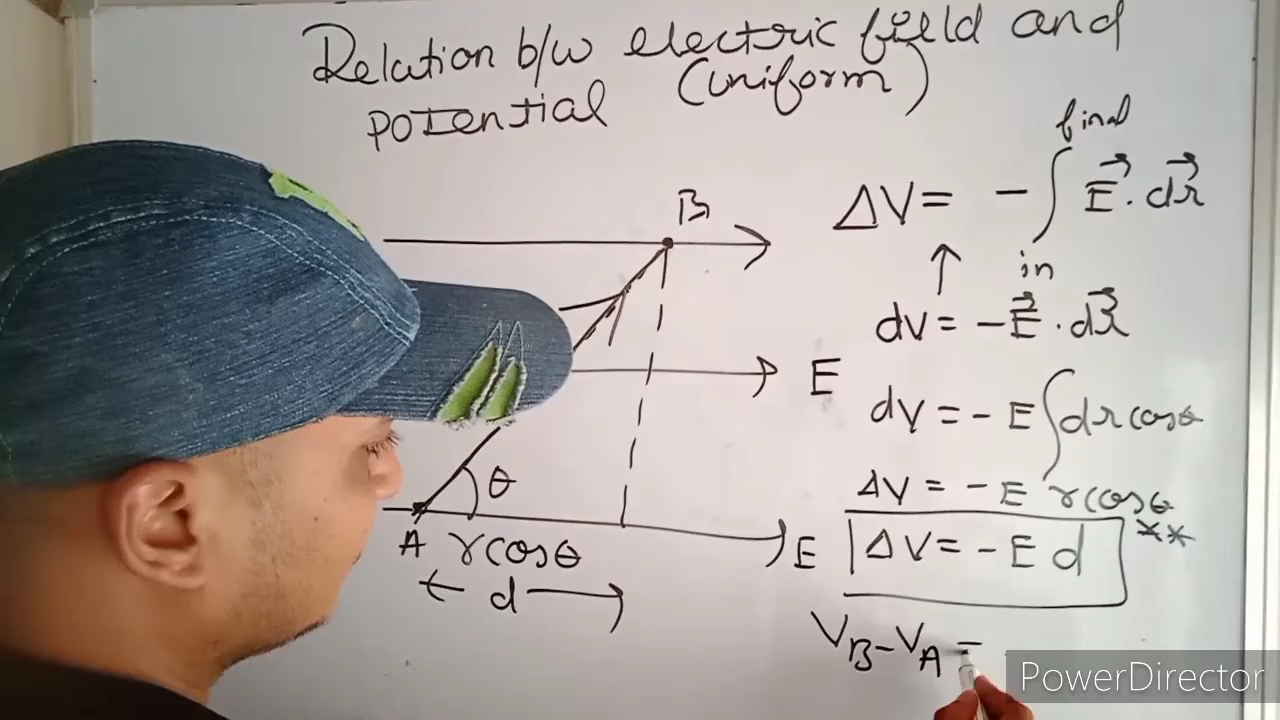 Relation b/w electric field and
potential (uniform)
final
ΔV = - ∫ E⃗ . dr⃗
in
↑
dv = - E⃗ . dr⃗
dV = - E ∫ dr cosθ
ΔV = - E r cosθ
ΔV = - E d **
V_B - V_A =
B
E
θ
A r cosθ
E
← d →
PowerDirector